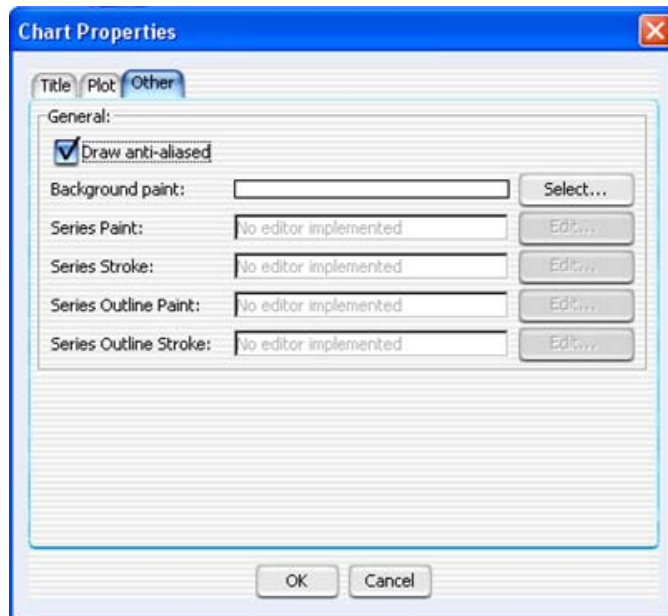 Chart Properties
Title Plot Other
General:
Draw anti-aliased
Background paint: Select...
Series Paint: No editor implemented Edit...
Series Stroke: No editor implemented Edit...
Series Outline Paint: No editor implemented Edit...
Series Outline Stroke: No editor implemented Edit...
OK Cancel